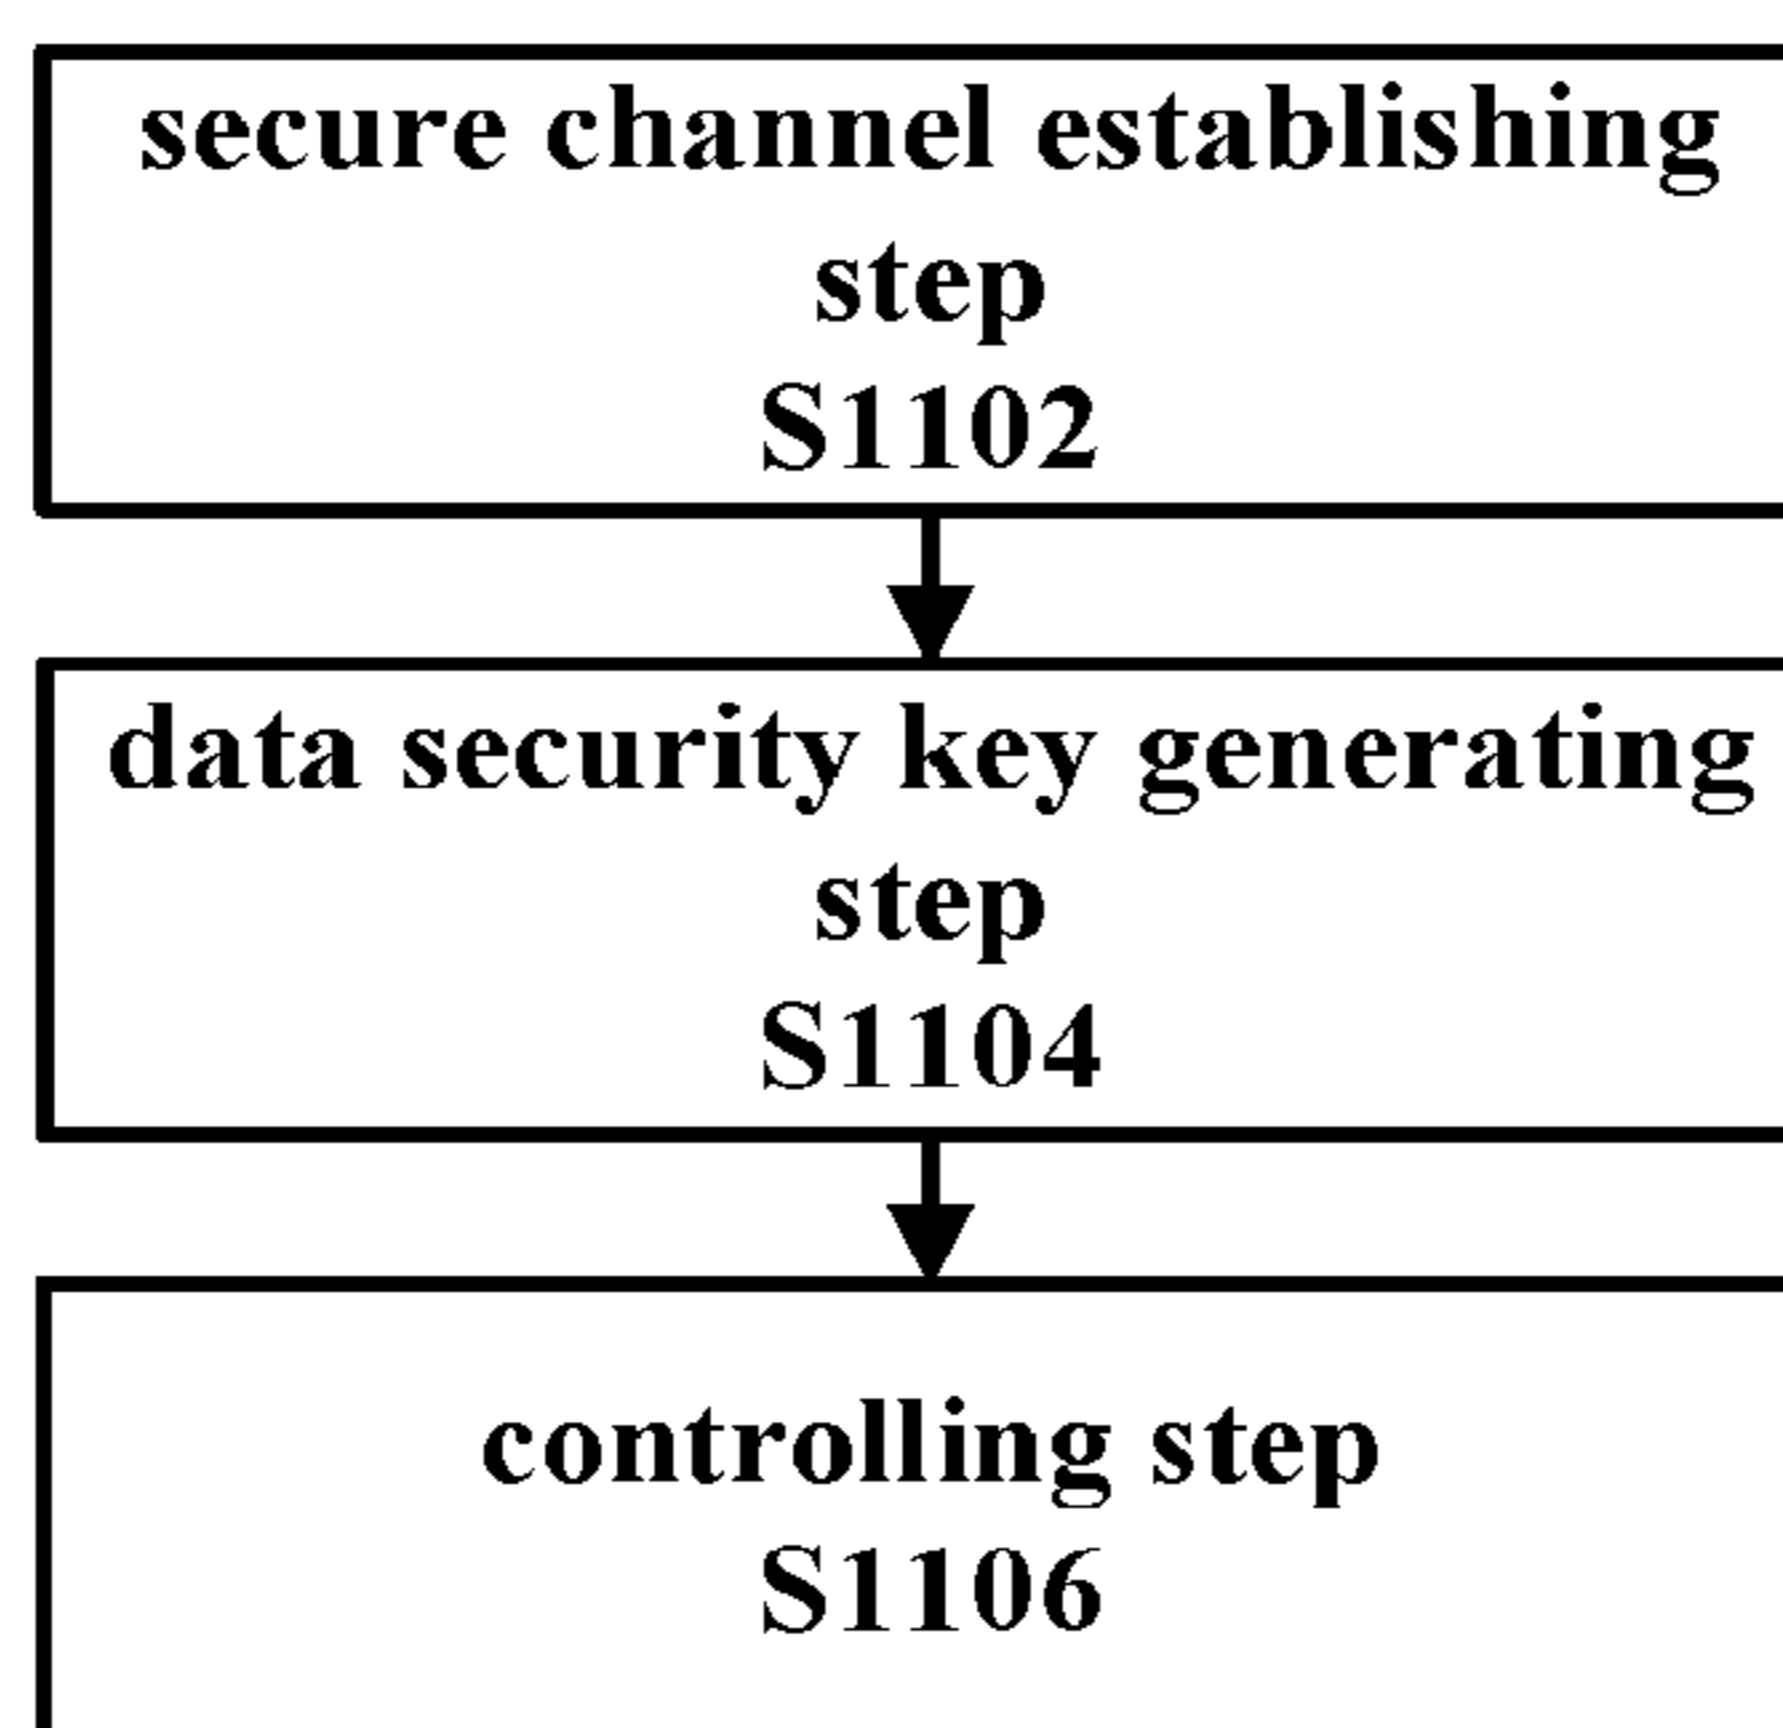 secure channel establishing
step
S1102
data security key generating
step
S1104
controlling step
S1106